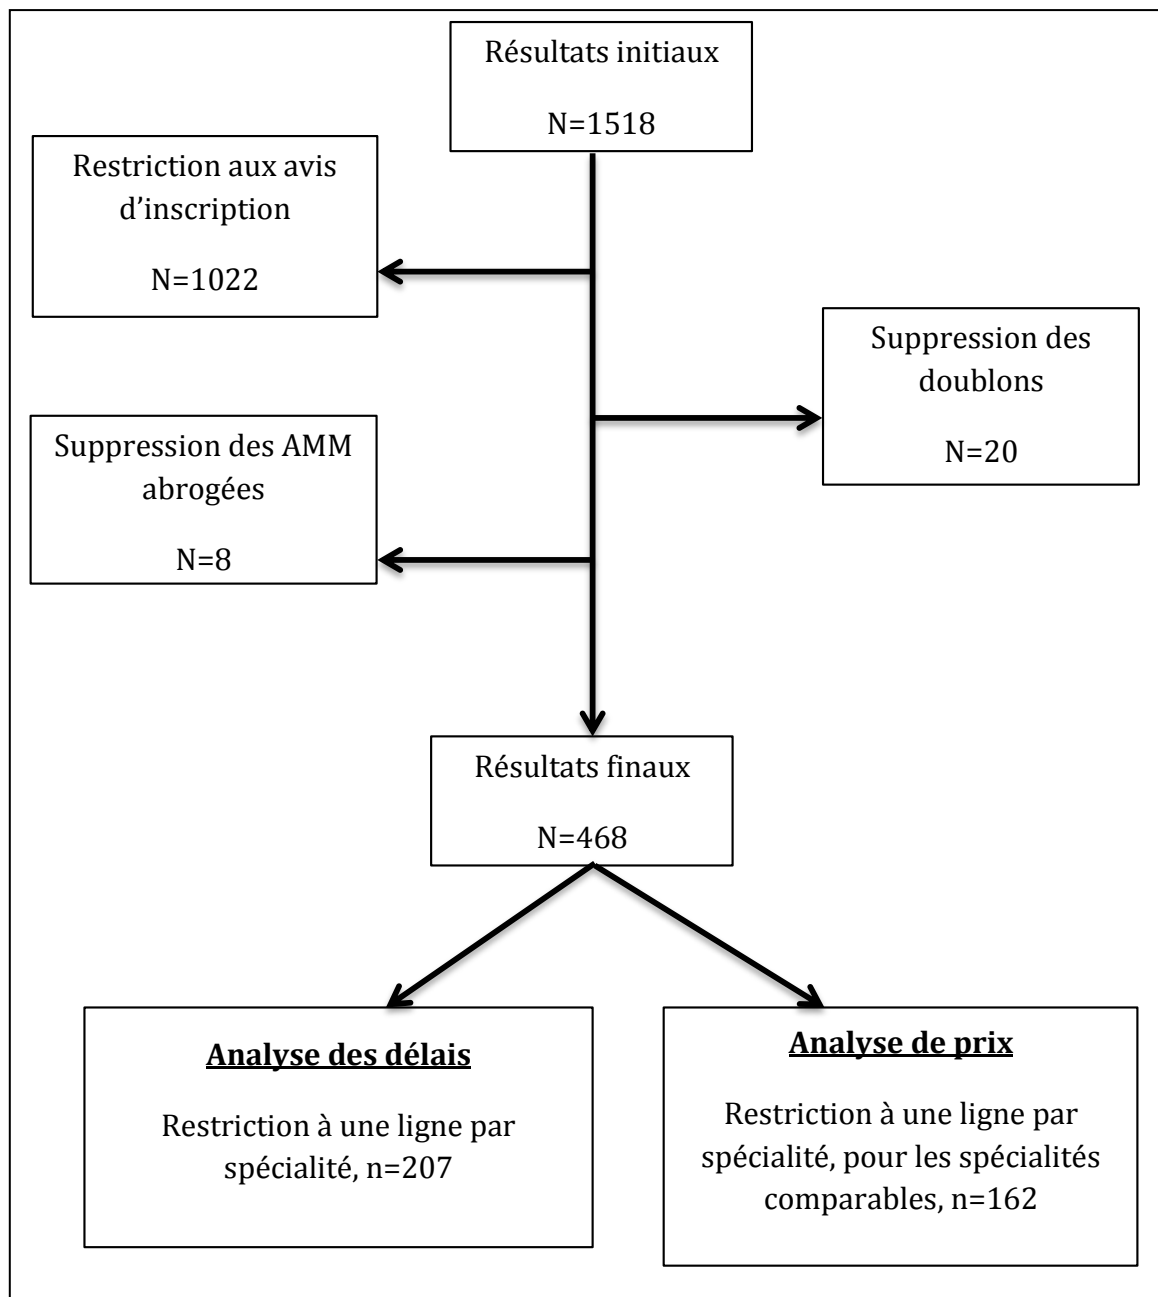 Résultats initiaux
N=1518
Restriction aux avis
d’inscription
N=1022
Suppression des
doublons
N=20
Suppression des AMM
abrogées
N=8
Résultats finaux
N=468
Analyse des délais
Restriction à une ligne par
spécialité, n=207
Analyse de prix
Restriction à une ligne par
spécialité, pour les spécialités
comparables, n=162